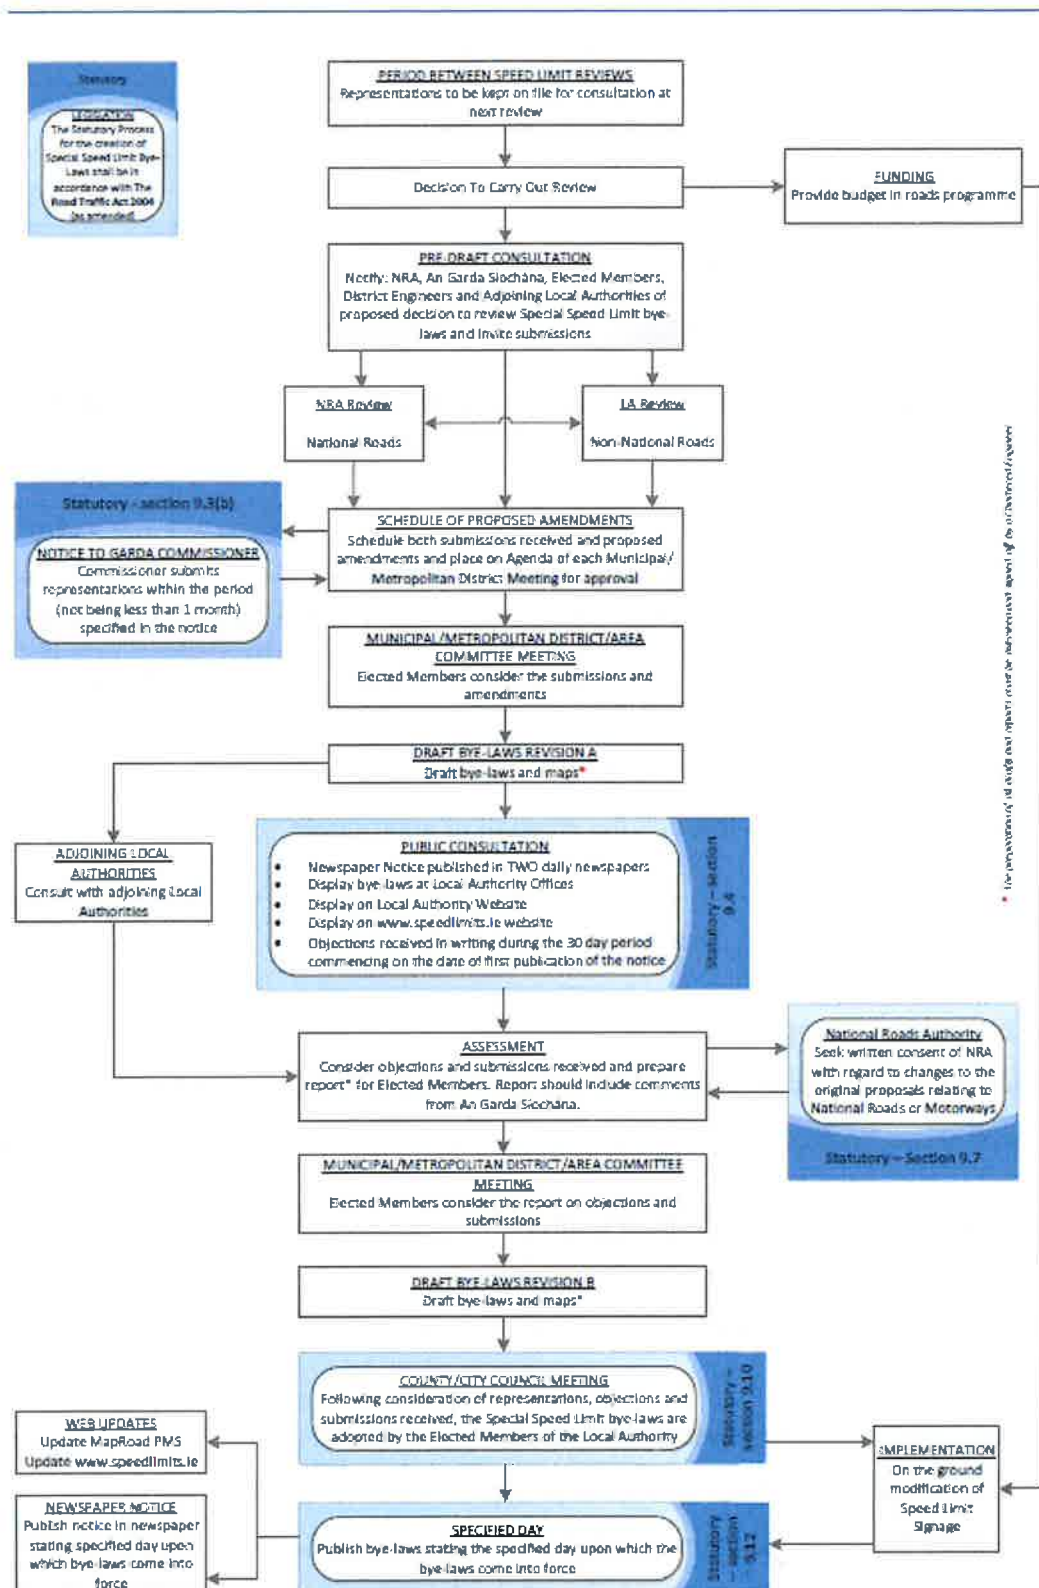 Statutory
LEGISLATION
The Statutory Process
for the creation of
Special Speed Limit Bye-
Laws shall be in
accordance with The
Road Traffic Act 2004
(as amended)
PERIOD BETWEEN SPEED LIMIT REVIEWS
Representations to be kept on file for consultation at
next review
Decision To Carry Out Review
FUNDING
Provide budget in roads programme
PRE-DRAFT CONSULTATION
Notify: NRA, An Garda Siochána, Elected Members,
District Engineers and Adjoining Local Authorities of
proposed decision to review Special Speed Limit bye-
laws and invite submissions
NRA Review
National Roads
LA Review
Non-National Roads
Statutory - section 9.3(b)
NOTICE TO GARDA COMMISSIONER
Commissioner submits
representations within the period
(not being less than 1 month)
specified in the notice
SCHEDULE OF PROPOSED AMENDMENTS
Schedule both submissions received and proposed
amendments and place on Agenda of each Municipal/
Metropolitan District Meeting for approval
MUNICIPAL/METROPOLITAN DISTRICT/AREA
COMMITTEE MEETING
Elected Members consider the submissions and
amendments
DRAFT BYE-LAWS REVISION A
Draft bye-laws and maps*
ADJOINING LOCAL
AUTHORITIES
Consult with adjoining Local
Authorities
PUBLIC CONSULTATION
• Newspaper Notice published in TWO daily newspapers
• Display bye-laws at Local Authority Offices
• Display on Local Authority Website
• Display on www.speedlimits.ie website
• Objections received in writing during the 30 day period
commencing on the date of first publication of the notice
Statutory – section
9.4
ASSESSMENT
Consider objections and submissions received and prepare
report* for Elected Members. Report should include comments
from An Garda Siochána.
National Roads Authority
Seek written consent of NRA
with regard to changes to the
original proposals relating to
National Roads or Motorways
Statutory – Section 9.7
MUNICIPAL/METROPOLITAN DISTRICT/AREA COMMITTEE
MEETING
Elected Members consider the report on objections and
submissions
DRAFT BYE-LAWS REVISION B
Draft bye-laws and maps*
COUNTY/CITY COUNCIL MEETING
Following consideration of representations, objections and
submissions received, the Special Speed Limit bye-laws are
adopted by the Elected Members of the Local Authority
Statutory –
section 9.10
WEB UPDATES
Update MapRoad PMS
Update www.speedlimits.ie
IMPLEMENTATION
On the ground
modification of
Speed Limit
Signage
NEWSPAPER NOTICE
Publish notice in newspaper
stating specified day upon
which bye-laws come into
force
SPECIFIED DAY
Publish bye-laws stating the specified day upon which the
bye-laws come into force
Statutory
– section
9.12